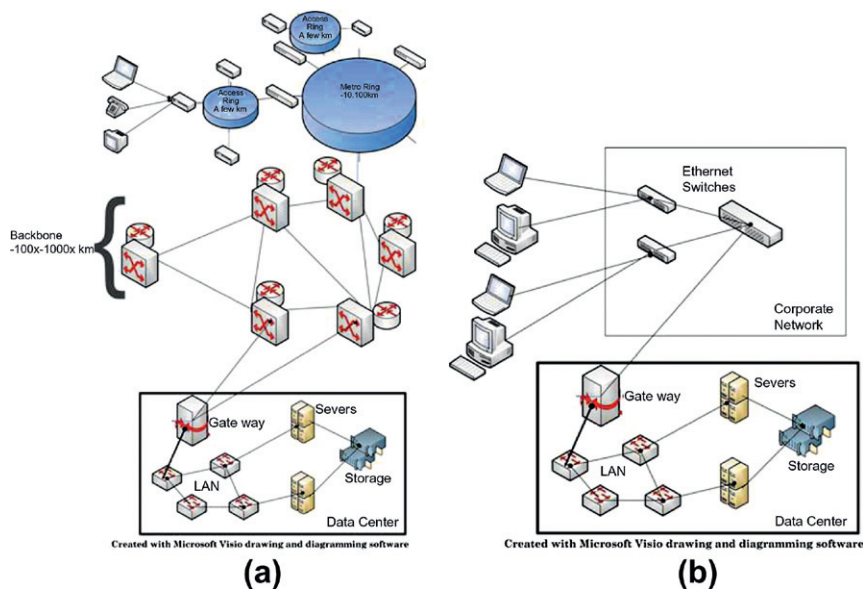 Access
Ring
A few km
Access
Ring
A few km
Metro Ring
-10,100km
Backbone
-100x-1000x km
Gate way
Severs
LAN
Storage
Data Center
Created with Microsoft Visio drawing and diagramming software
(a)
Ethernet
Switches
Corporate
Network
Gate way
Severs
LAN
Storage
Data Center
Created with Microsoft Visio drawing and diagramming software
(b)